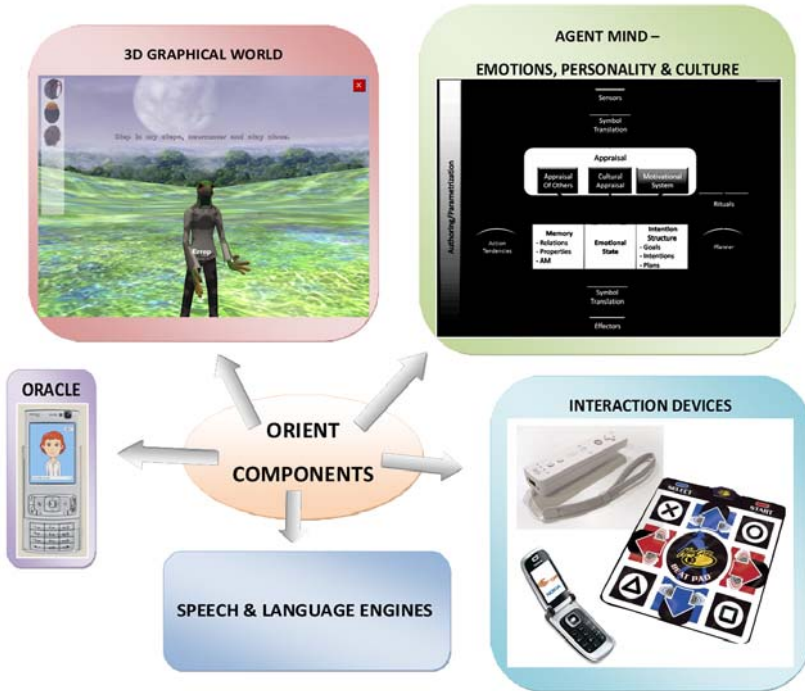 3D GRAPHICAL WORLD
Step in my steps, newcomer and stay close.
Errop
AGENT MIND –
EMOTIONS, PERSONALITY & CULTURE
Authoring/Parametrization
Sensors
Symbol
Translation
Appraisal
Appraisal
Of Others
Cultural
Appraisal
Motivational
System
Rituals
Action
Tendencies
Memory
- Relations
- Properties
- AM
Emotional
State
Intention
Structure
- Goals
- Intentions
- Plans
Planner
Symbol
Translation
Effectors
ORACLE
ORIENT
COMPONENTS
INTERACTION DEVICES
SELECT
START
BEAT PAD
SPEECH & LANGUAGE ENGINES